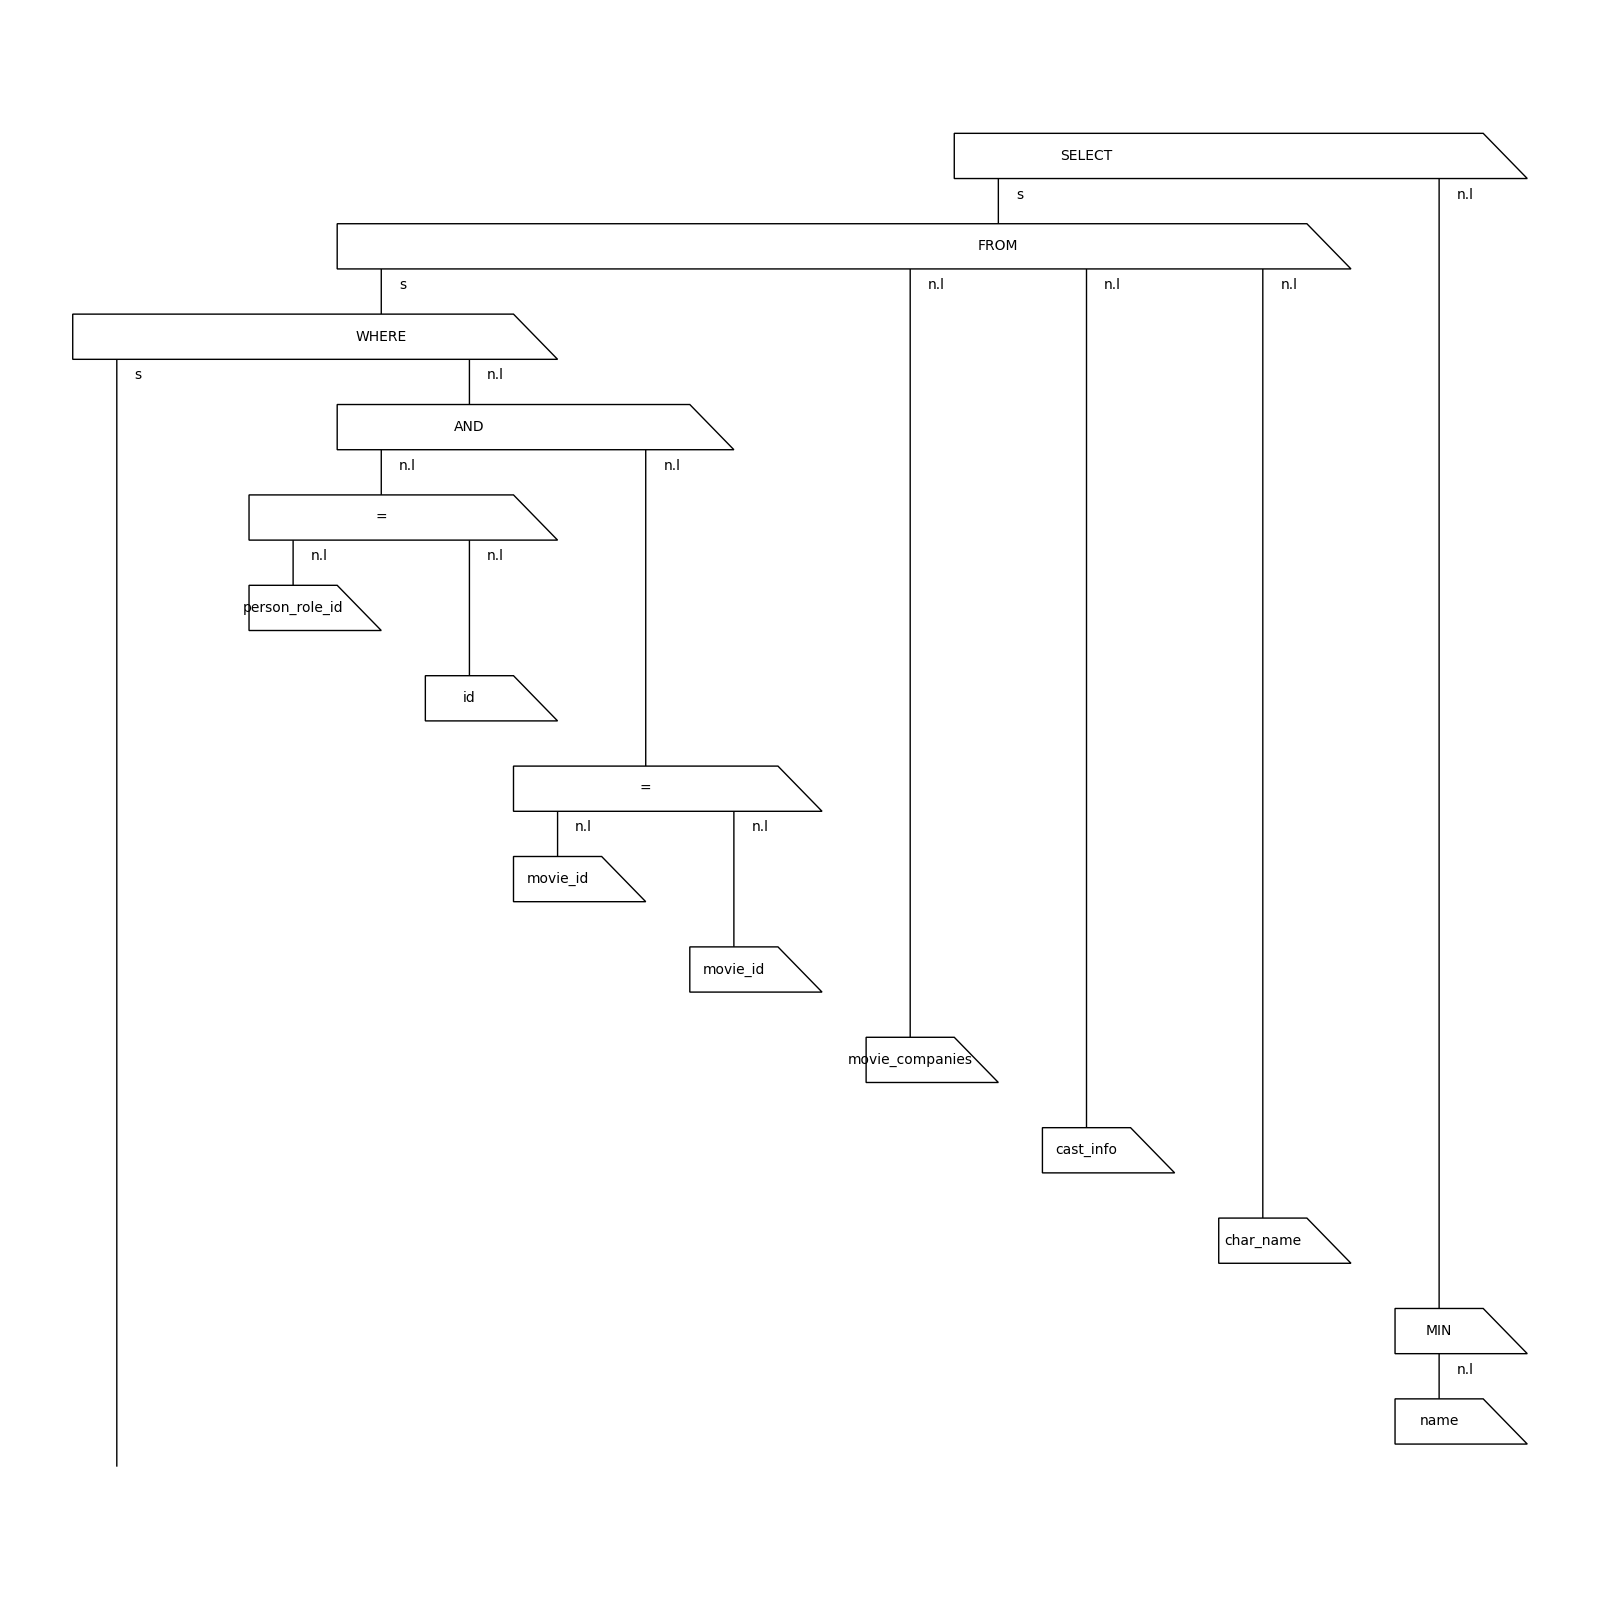 SELECT
s n.l
FROM
s n.l n.l n.l
WHERE
s n.l
AND
n.l n.l
=
n.l n.l
person_role_id
id
=
n.l n.l
movie_id
movie_id
movie_companies
cast_info
char_name
MIN
n.l
name